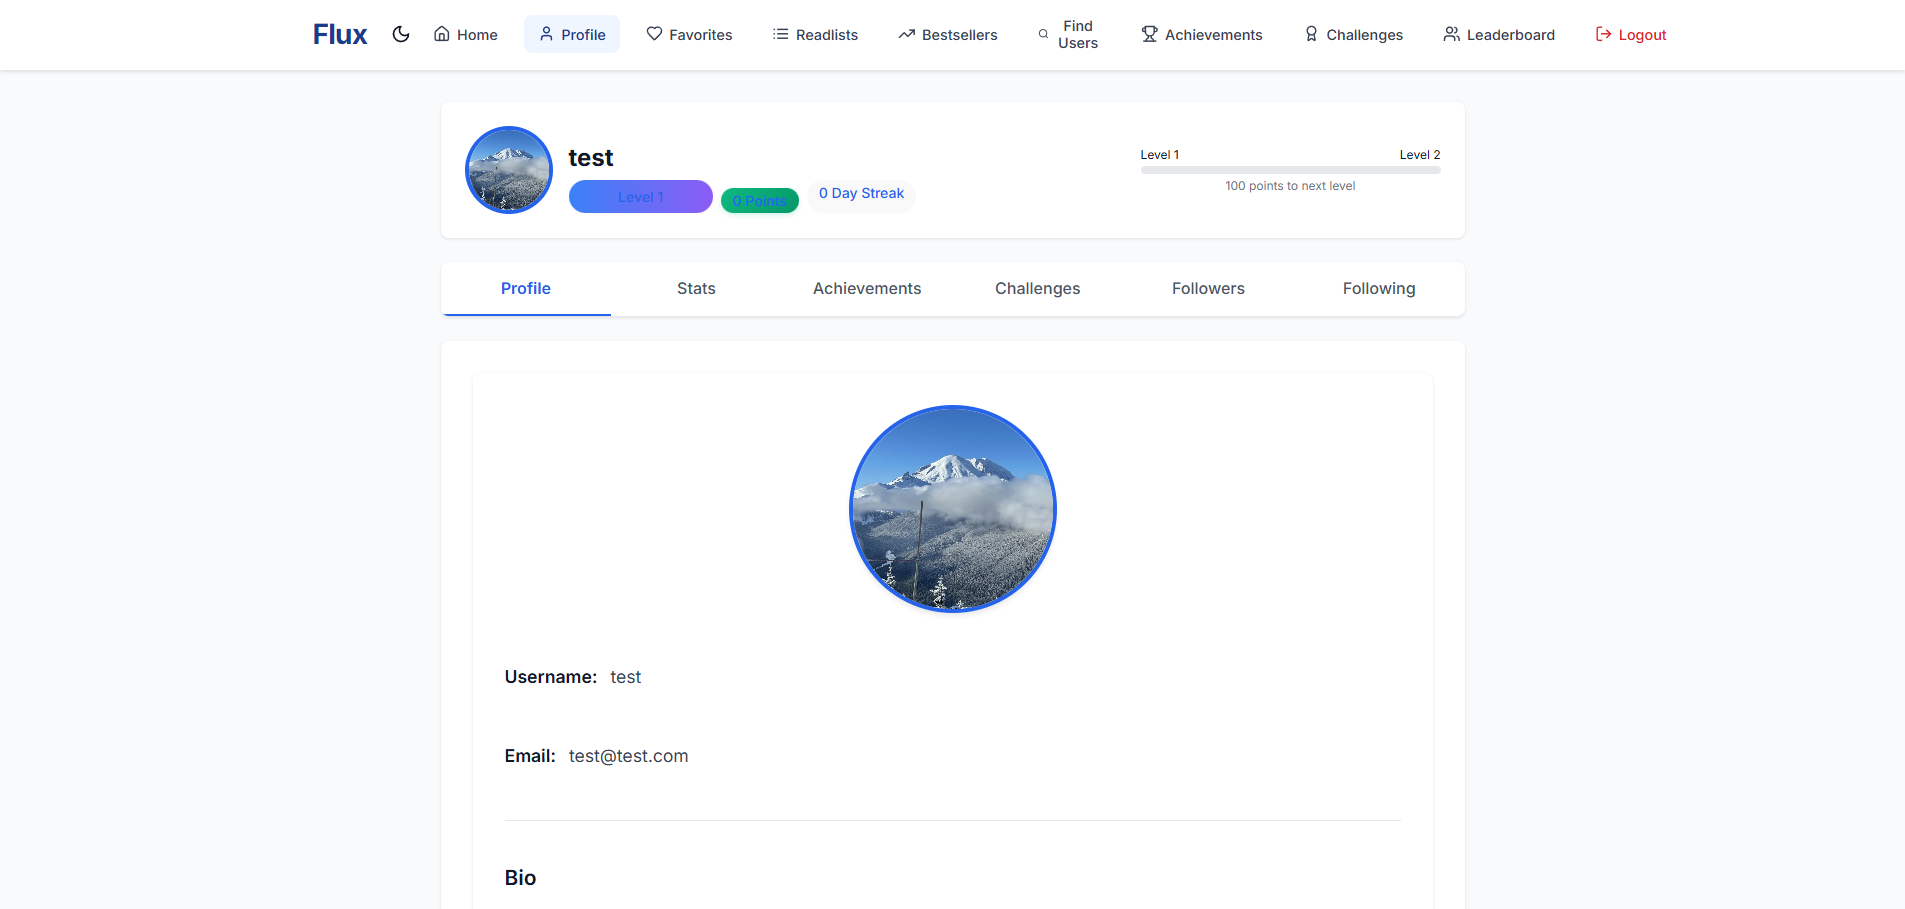 Flux
Home
Profile
Favorites
Readlists
Bestsellers
Find
Users
Achievements
Challenges
Leaderboard
Logout
test
Level 1
0 Points
0 Day Streak
Level 1
Level 2
100 points to next level
Profile
Stats
Achievements
Challenges
Followers
Following
Username: test
Email: test@test.com
Bio